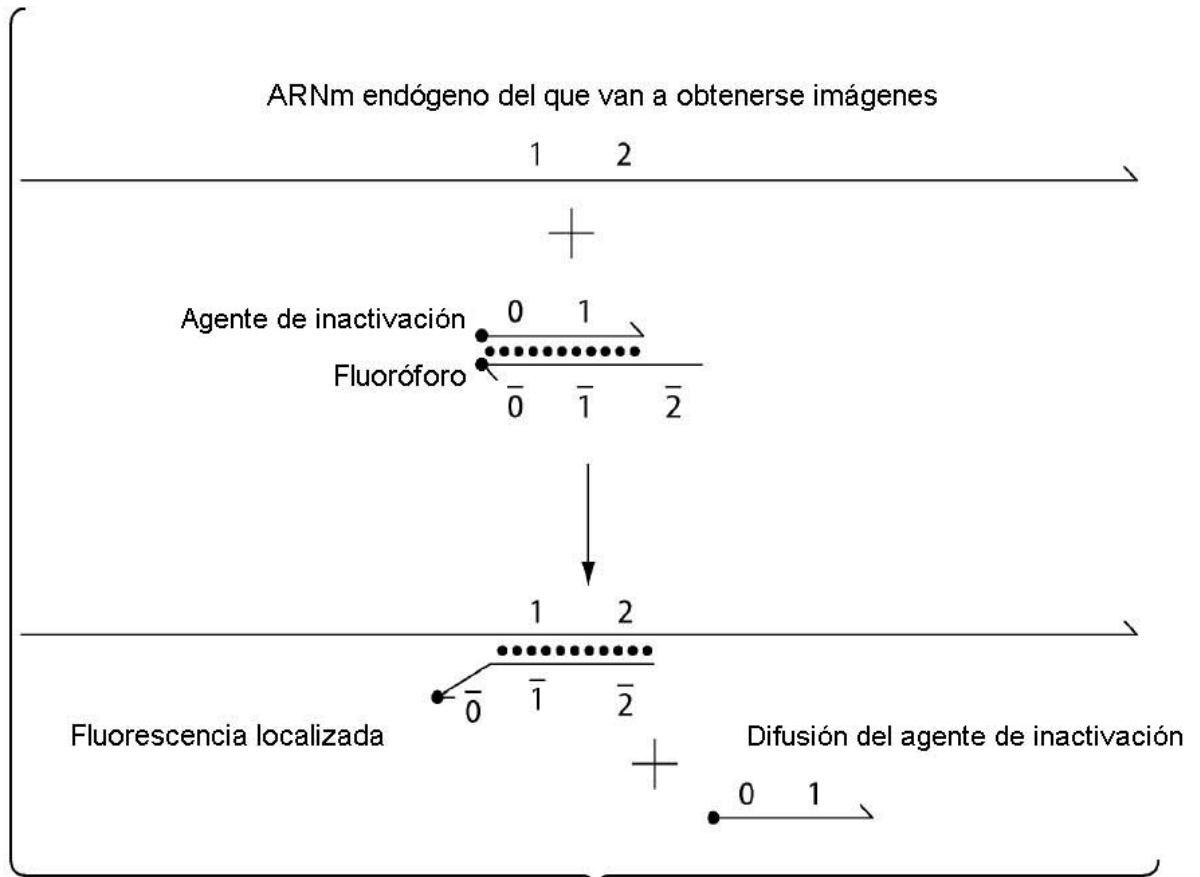 ARNm endógeno del que van a obtenerse imágenes
1 2
Agente de inactivación
0 1
Fluoróforo
0̅ 1̅ 2̅
1 2
0̅ 1̅ 2̅
Fluorescencia localizada
Difusión del agente de inactivación
0 1